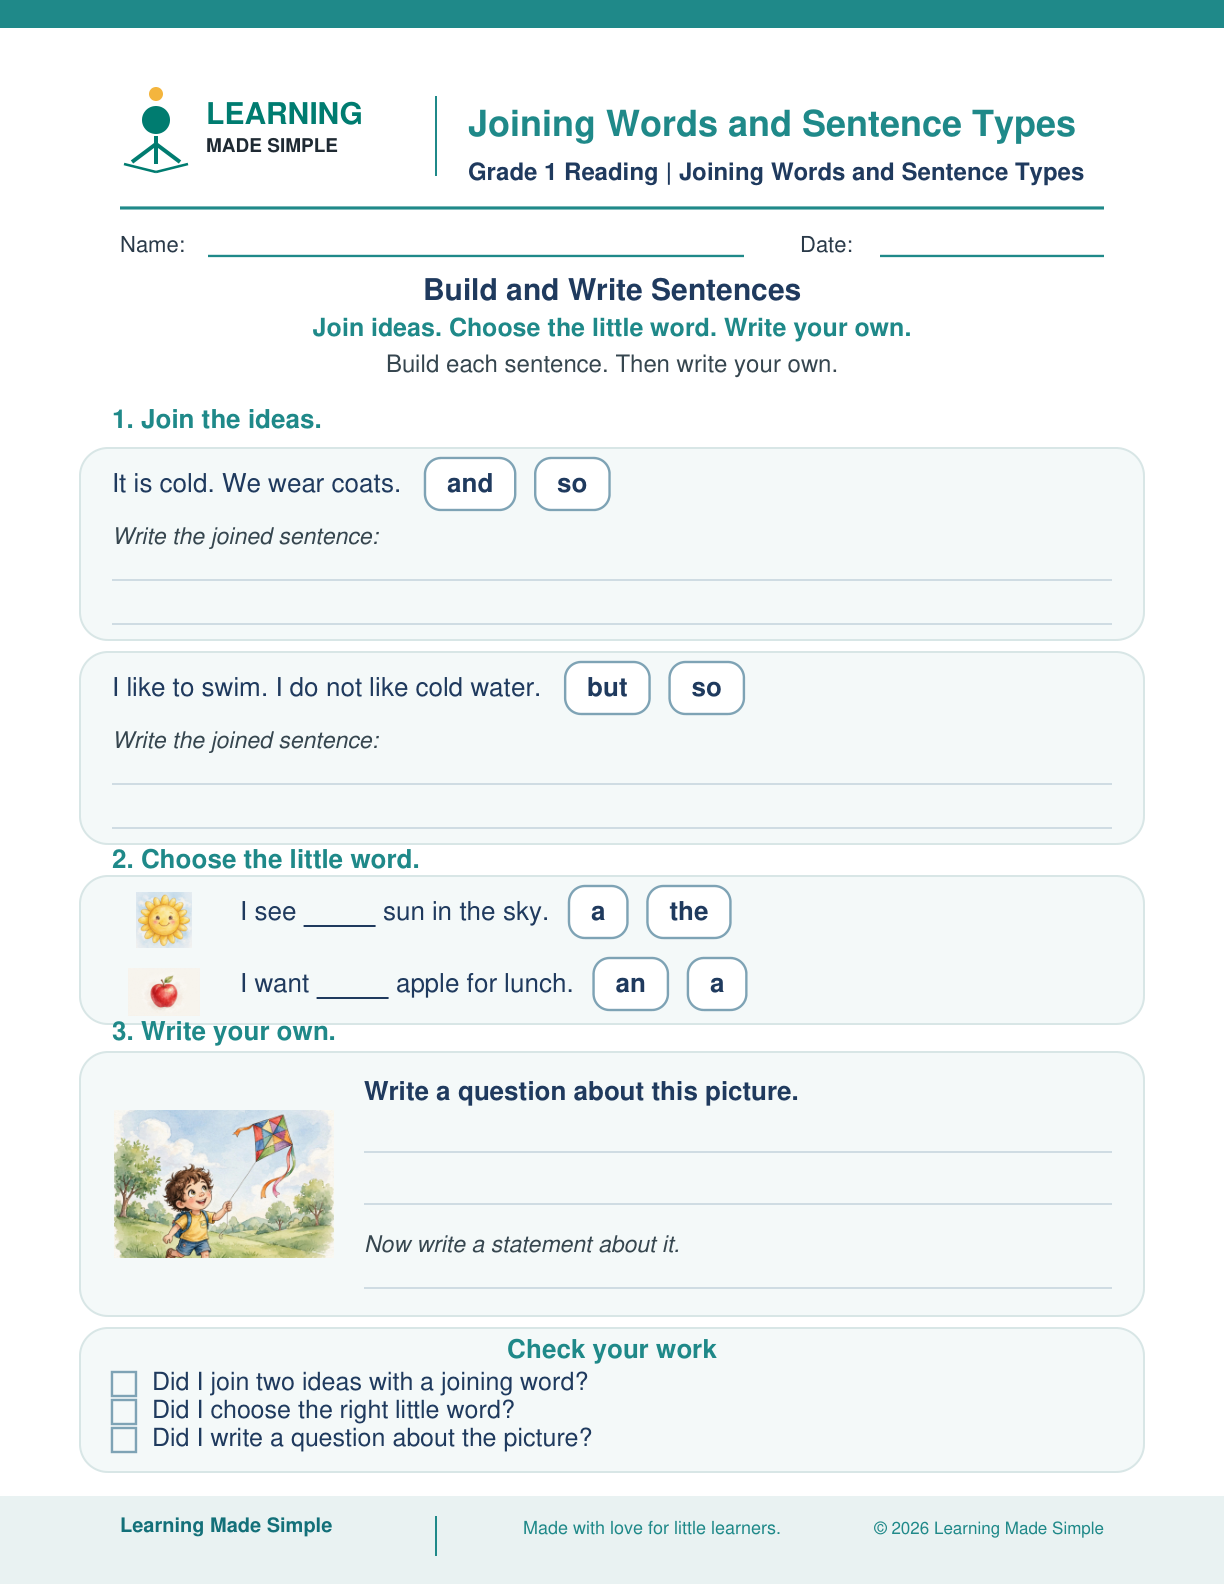 LEARNING
MADE SIMPLE
Joining Words and Sentence Types
Grade 1 Reading | Joining Words and Sentence Types
Name:
Date:
Build and Write Sentences
Join ideas. Choose the little word. Write your own.
Build each sentence. Then write your own.
1. Join the ideas.
It is cold. We wear coats. and so
Write the joined sentence:
I like to swim. I do not like cold water. but so
Write the joined sentence:
2. Choose the little word.
I see _____ sun in the sky. a the
I want _____ apple for lunch. an a
3. Write your own.
Write a question about this picture.
Now write a statement about it.
Check your work
Did I join two ideas with a joining word?
Did I choose the right little word?
Did I write a question about the picture?
Learning Made Simple
Made with love for little learners.
© 2026 Learning Made Simple